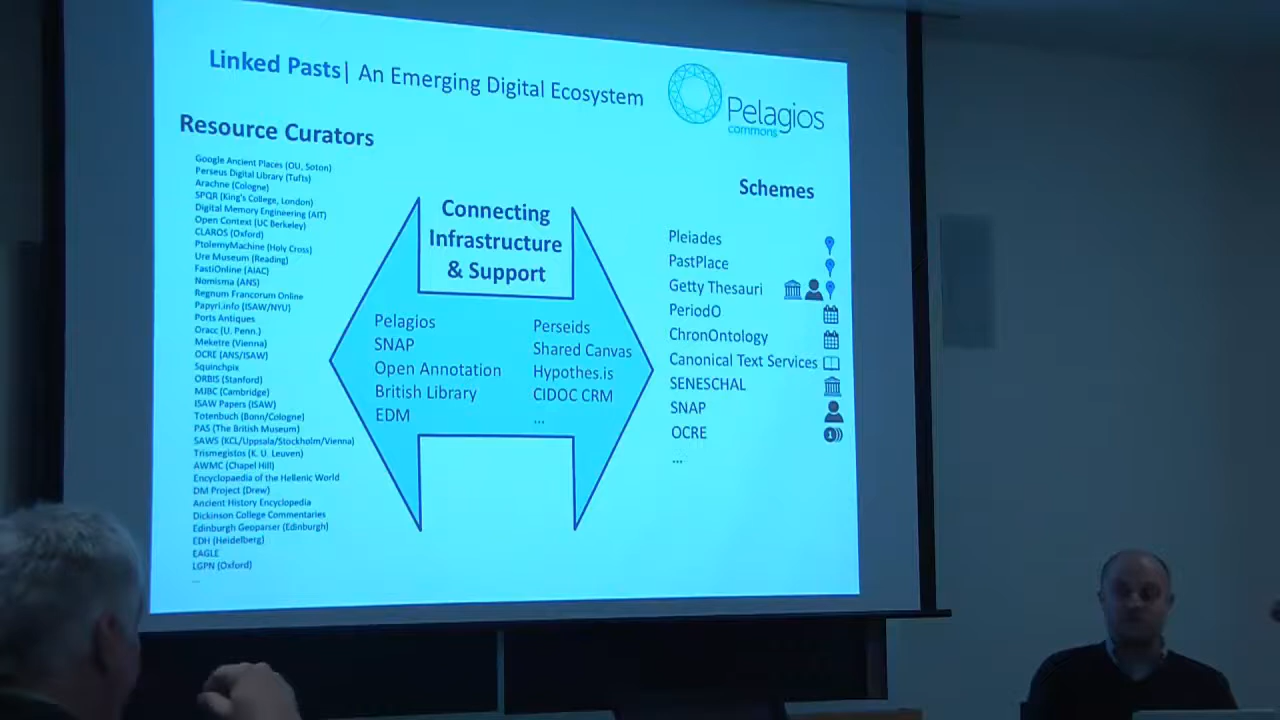 Linked Pasts| An Emerging Digital Ecosystem
Pelagios
commons
Resource Curators
Google Ancient Places (OU, Soton)
Perseus Digital Library (Tufts)
Arachne (Cologne)
SPQR (King's College, London)
Digital Memory Engineering (AIT)
Open Context (UC Berkeley)
CLAROS (Oxford)
PtolemyMachine (Holy Cross)
Ure Museum (Reading)
FastiOnline (AIAC)
Nomisma (ANS)
Regnum Francorum Online
Papyri.info (ISAW/NYU)
Ports Antiques
Oracc (U. Penn.)
Meketre (Vienna)
OCRE (ANS/ISAW)
Squinchpix
ORBIS (Stanford)
MJBC (Cambridge)
ISAW Papers (ISAW)
Totenbuch (Bonn/Cologne)
PAS (The British Museum)
SAWS (KCL/Uppsala/Stockholm/Vienna)
Trismegistos (K. U. Leuven)
AWMC (Chapel Hill)
Encyclopaedia of the Hellenic World
DM Project (Drew)
Ancient History Encyclopedia
Dickinson College Commentaries
Edinburgh Geoparser (Edinburgh)
EDH (Heidelberg)
EAGLE
LGPN (Oxford)
...
Connecting
Infrastructure
& Support
Pelagios
SNAP
Open Annotation
British Library
EDM
Perseids
Shared Canvas
Hypothes.is
CIDOC CRM
...
Schemes
Pleiades
PastPlace
Getty Thesauri
PeriodO
ChronOntology
Canonical Text Services
SENESCHAL
SNAP
OCRE
...